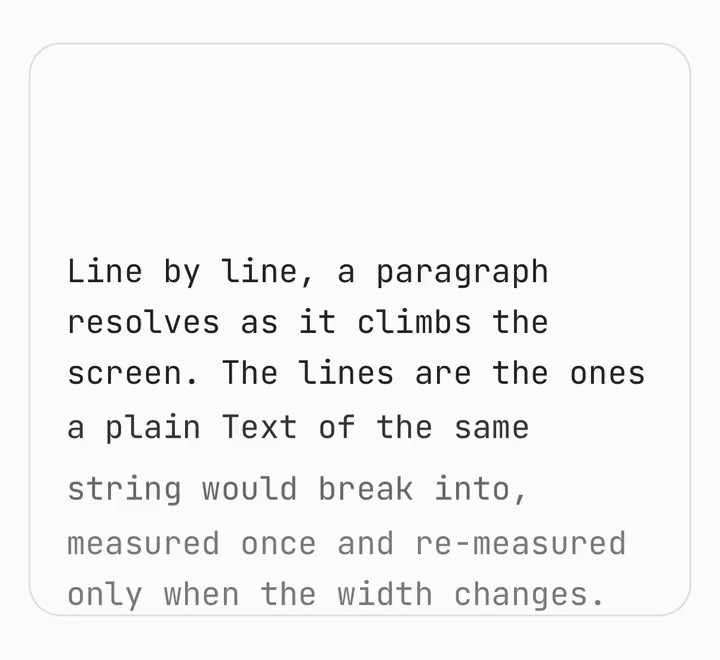 Line by line, a paragraph
resolves as it climbs the
screen. The lines are the ones
a plain Text of the same
string would break into,
measured once and re-measured
only when the width changes.